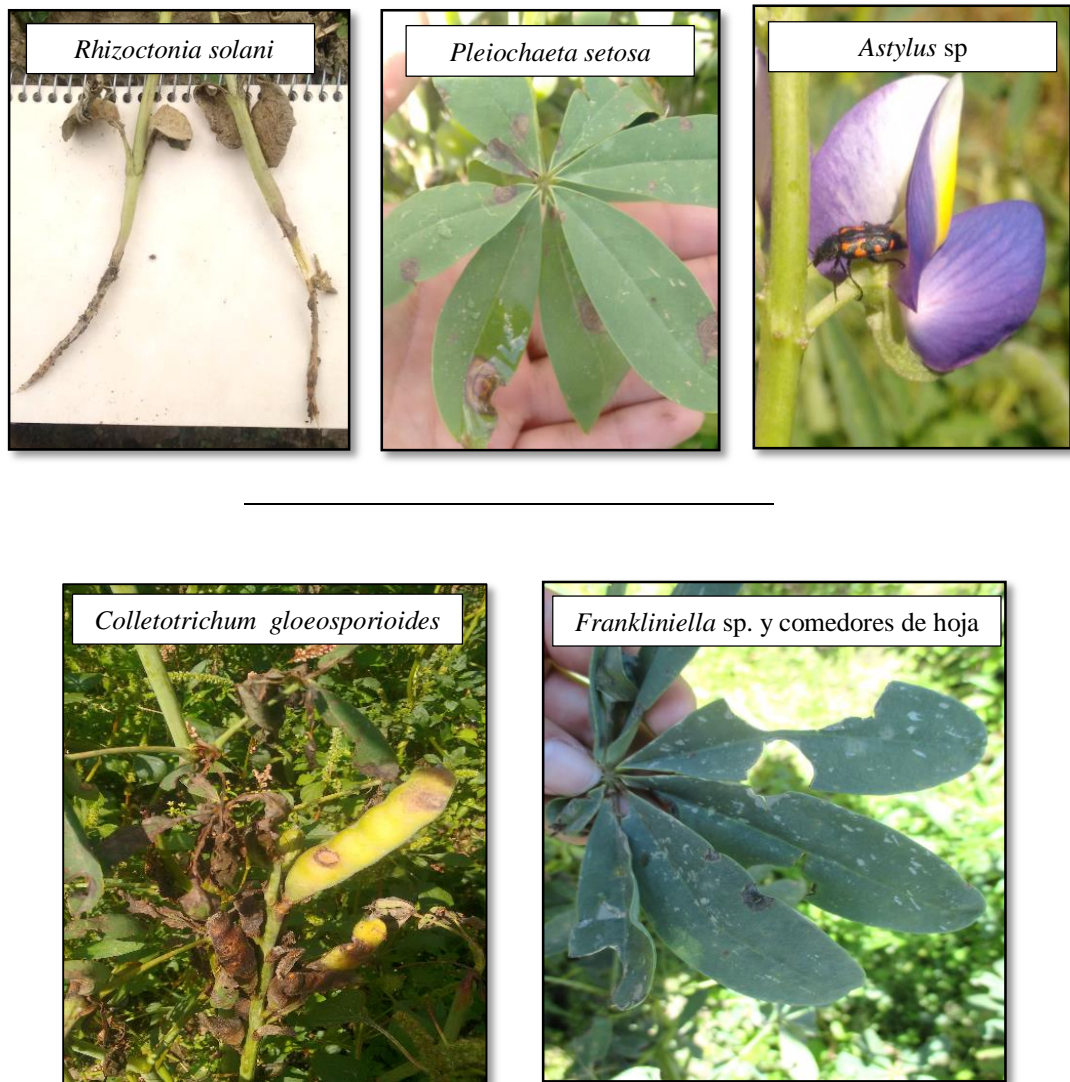 Rhizoctonia solani
Pleiochaeta setosa
Astylus sp
Colletotrichum gloeosporioides
Frankliniella sp. y comedores de hoja